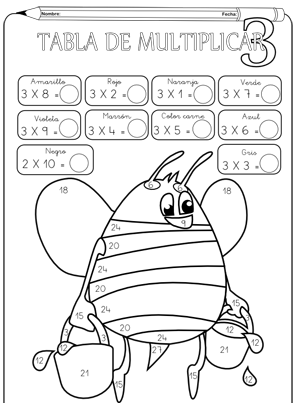 Nombre: Fecha:
TABLA DE MULTIPLICAR 3
Amarillo Rojo Naranja Verde
3 X 8 = 3 X 2 = 3 X 1 = 3 X 7 =
Violeta Marrón Color carne Azul
3 X 9 = 3 X 4 = 3 X 5 = 3 X 6 =
Negro Gris
2 X 10 = 3 X 3 =
18 6 6 18
9
24
20
24
20
15 24 15
3 3 20 24 12 12
12 27 21
21 12
15 15